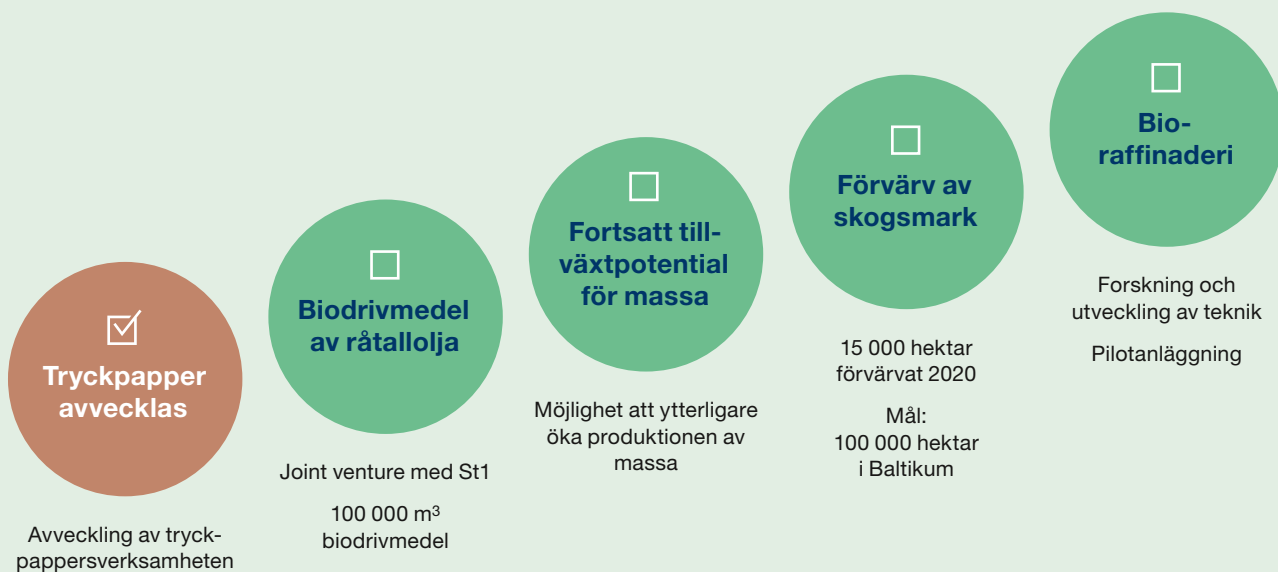 Tryckpapper
avvecklas
Avveckling av tryck-
pappersverksamheten
Biodrivmedel
av råtallolja
Joint venture med St1
100 000 m³
biodrivmedel
Fortsatt till-
växtpotential
för massa
Möjlighet att ytterligare
öka produktionen av
massa
Förvärv av
skogsmark
15 000 hektar
förvärvat 2020
Mål:
100 000 hektar
i Baltikum
Bio-
raffinaderi
Forskning och
utveckling av teknik
Pilotanläggning